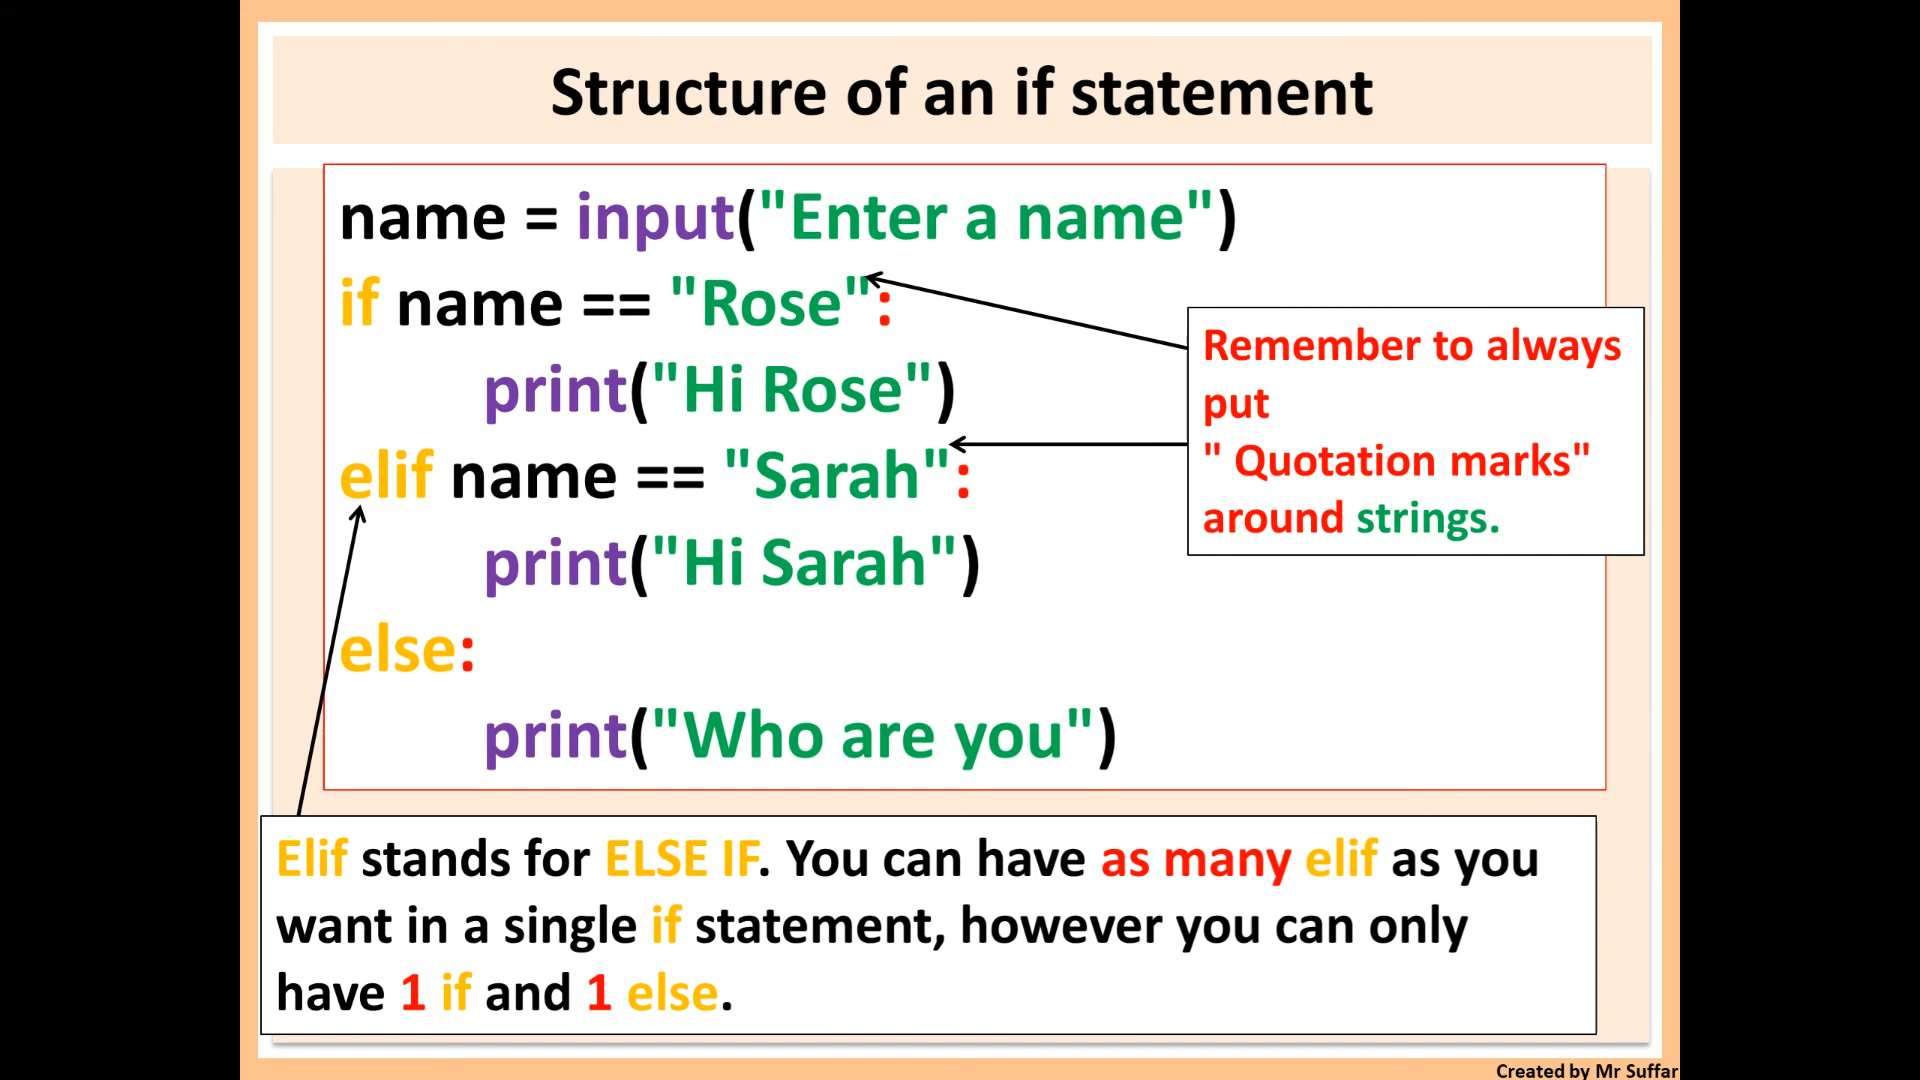 Structure of an if statement
name = input("Enter a name")
if name == "Rose":
print("Hi Rose")
elif name == "Sarah":
print("Hi Sarah")
else:
print("Who are you")
Remember to always
put
" Quotation marks"
around strings.
Elif stands for ELSE IF. You can have as many elif as you
want in a single if statement, however you can only
have 1 if and 1 else.
Created by Mr Suffar